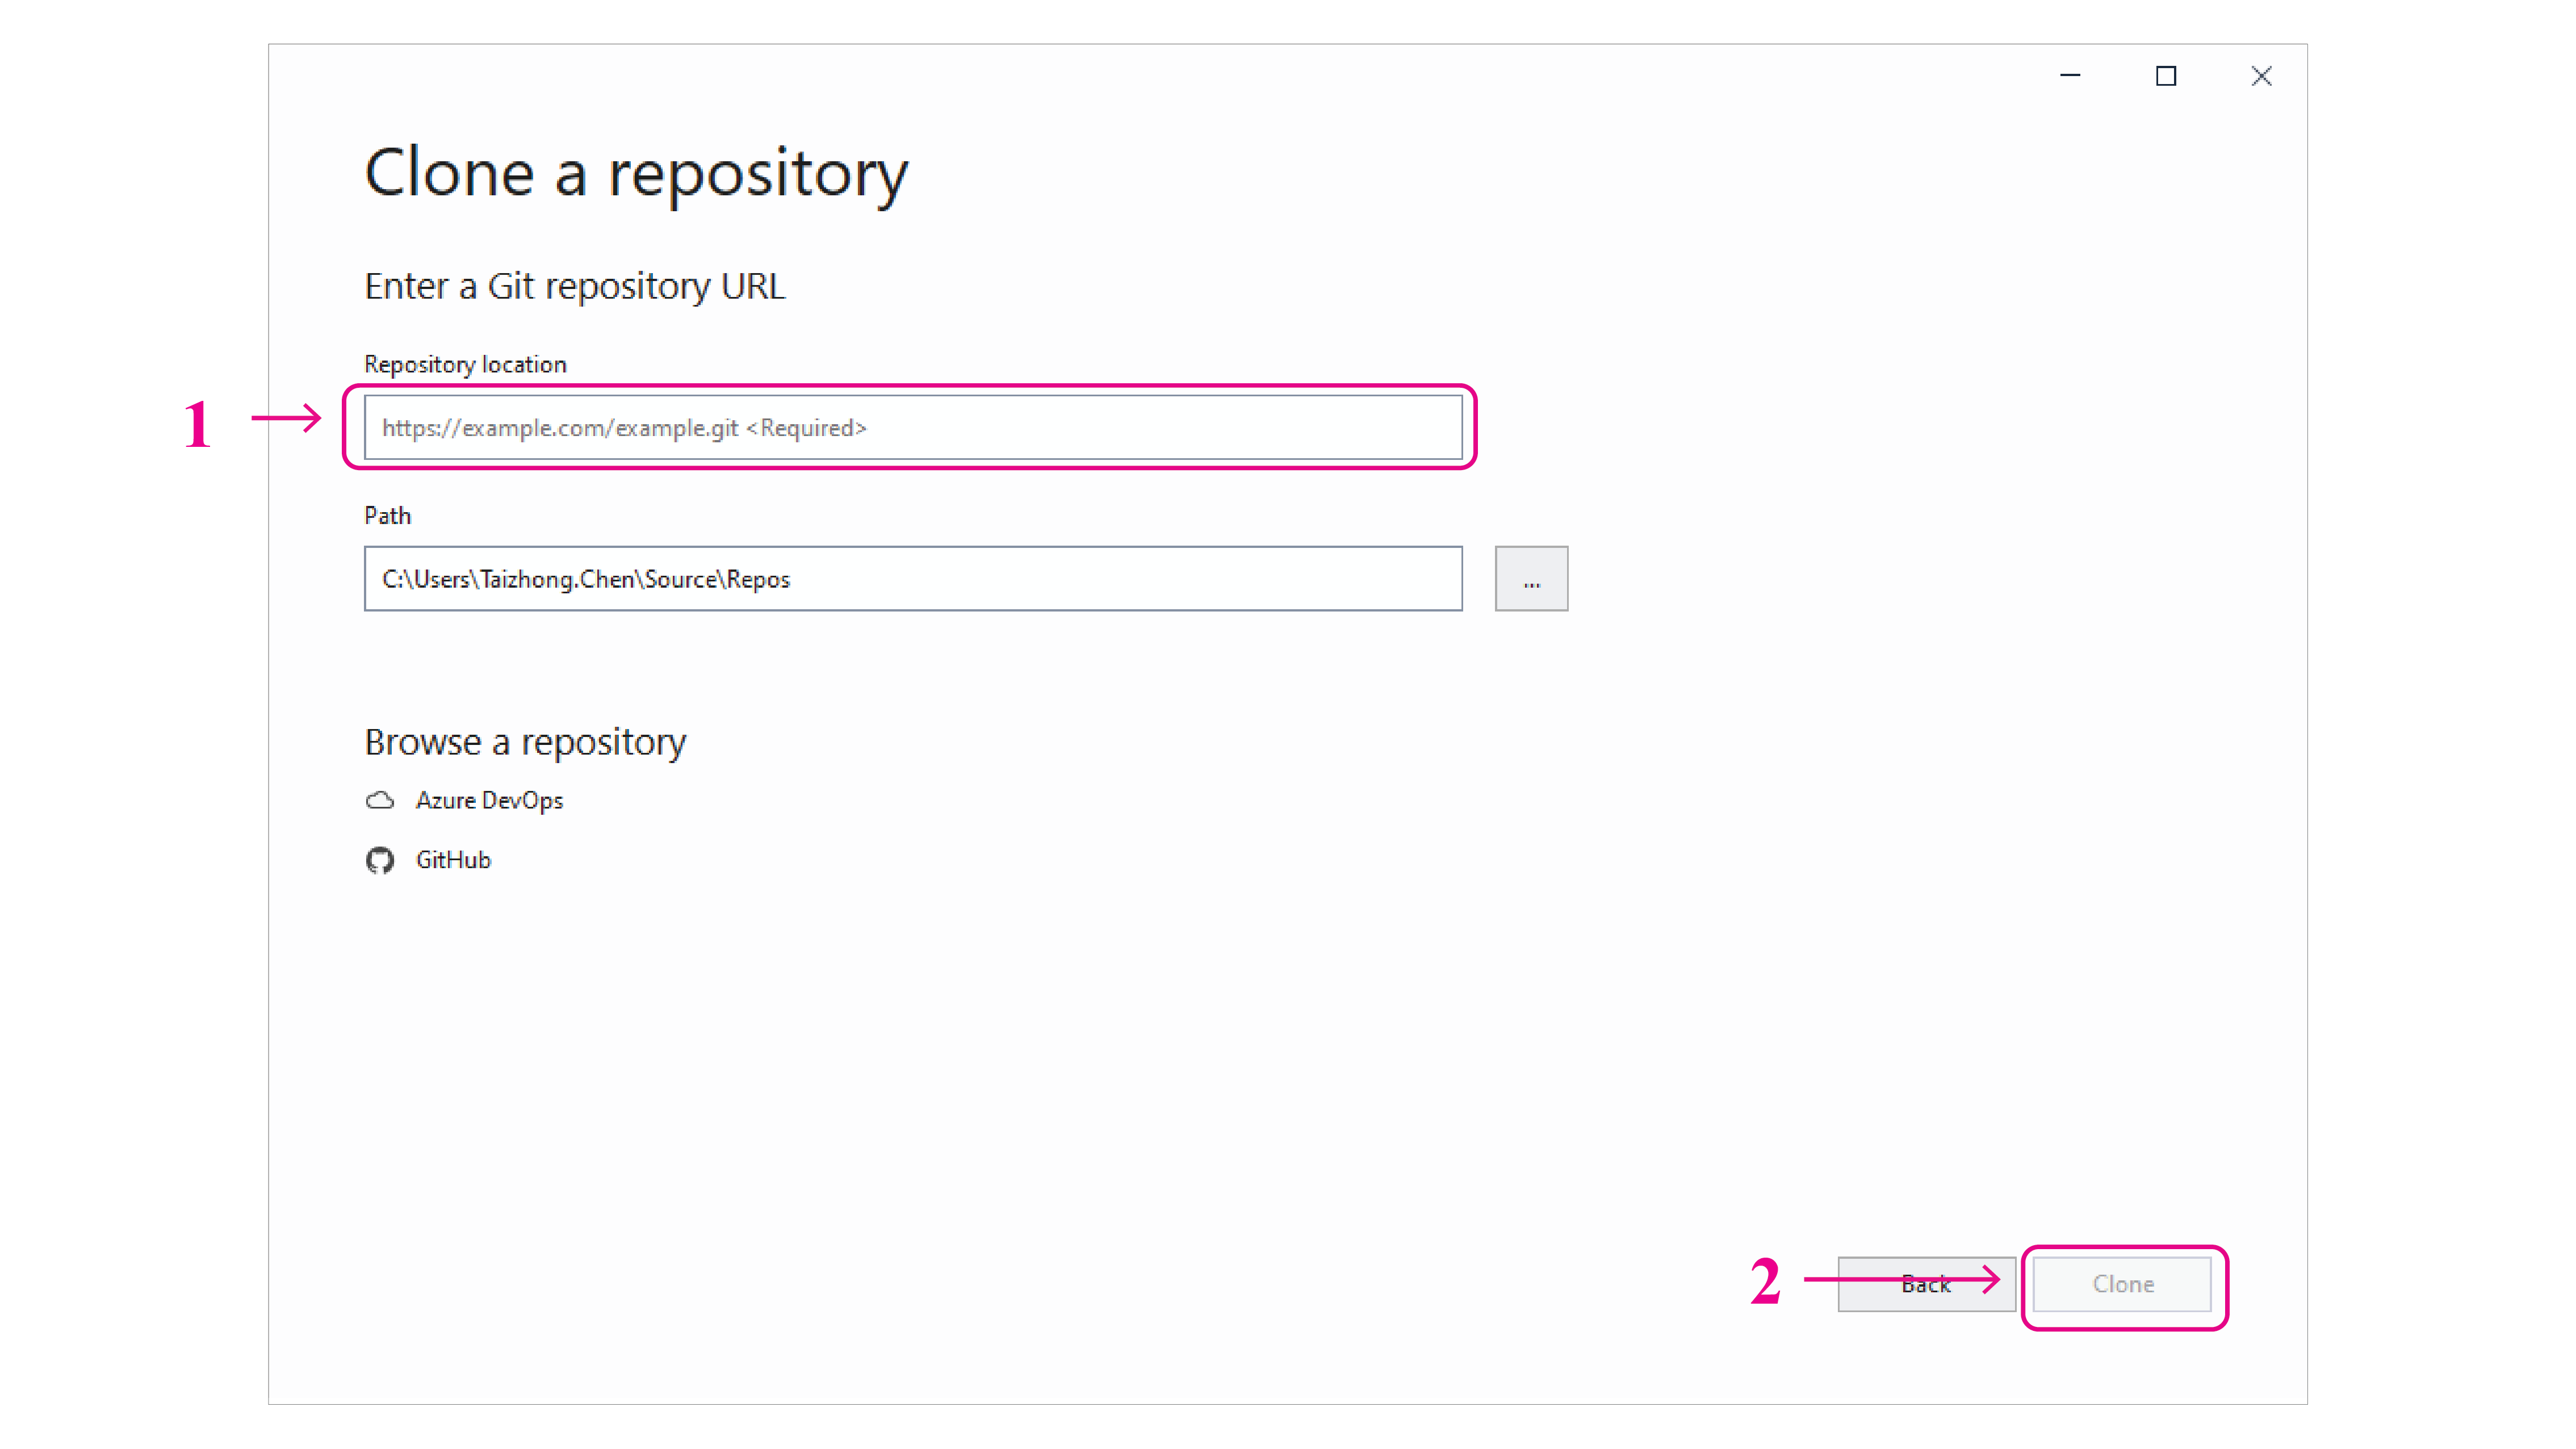 Clone a repository
Enter a Git repository URL
Repository location
1
https://example.com/example.git <Required>
Path
C:\Users\Taizhong.Chen\Source\Repos
...
Browse a repository
Azure DevOps
GitHub
2
Back
Clone